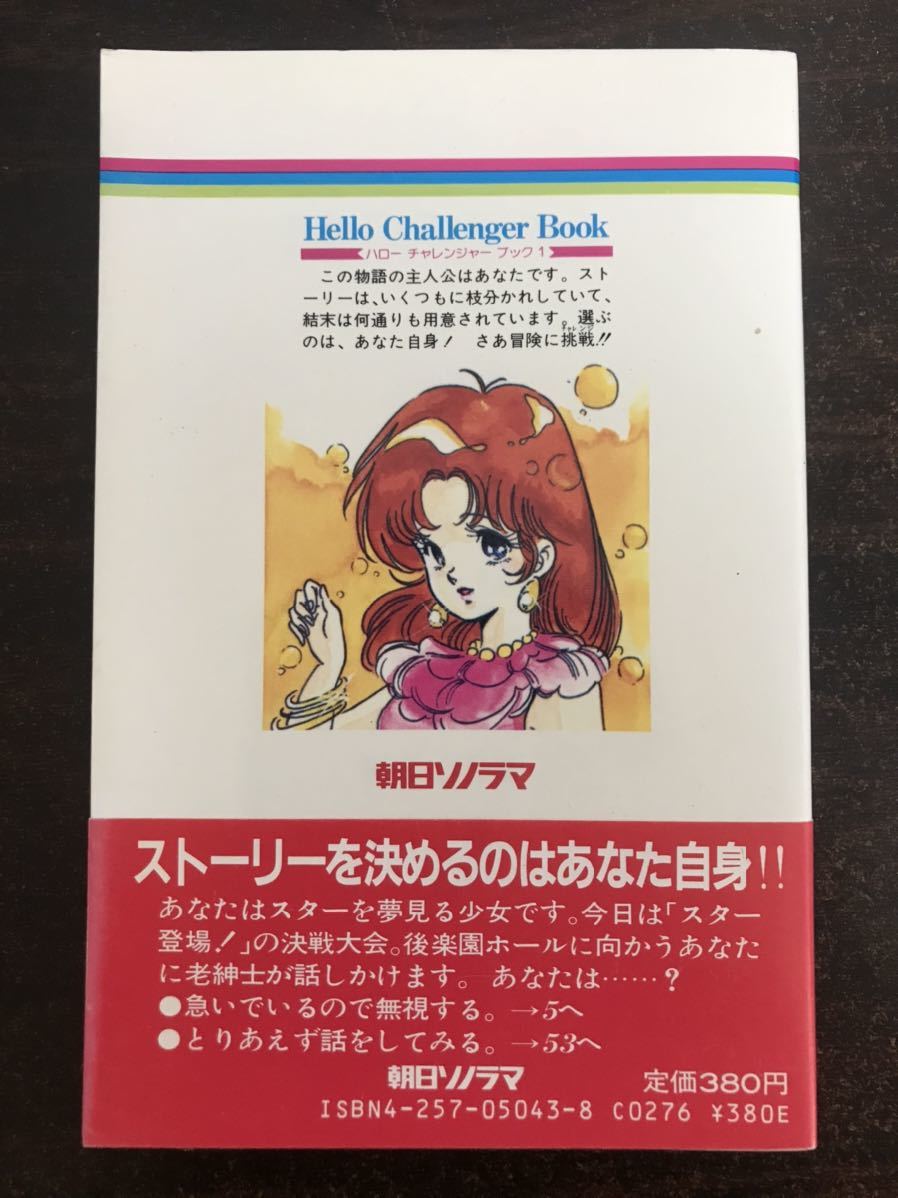 Hello Challenger Book
ハロー チャレンジャー ブック1
この物語の主人公はあなたです。スト
ーリーは、いくつもに枝分かれしていて、
結末は何通りも用意されています。選ぶ
のは、あなた自身! さあ冒険に挑戦!!
チャレンジ
朝日ソノラマ
ストーリーを決めるのはあなた自身!!
あなたはスターを夢見る少女です。今日は「スター
登場!」の決戦大会。後楽園ホールに向かうあなた
に老紳士が話しかけます。―あなたは……?
●急いでいるので無視する。→5へ
●とりあえず話をしてみる。→53へ
朝日ソノラマ
定価380円
ISBN4-257-05043-8 C0276 ¥380E